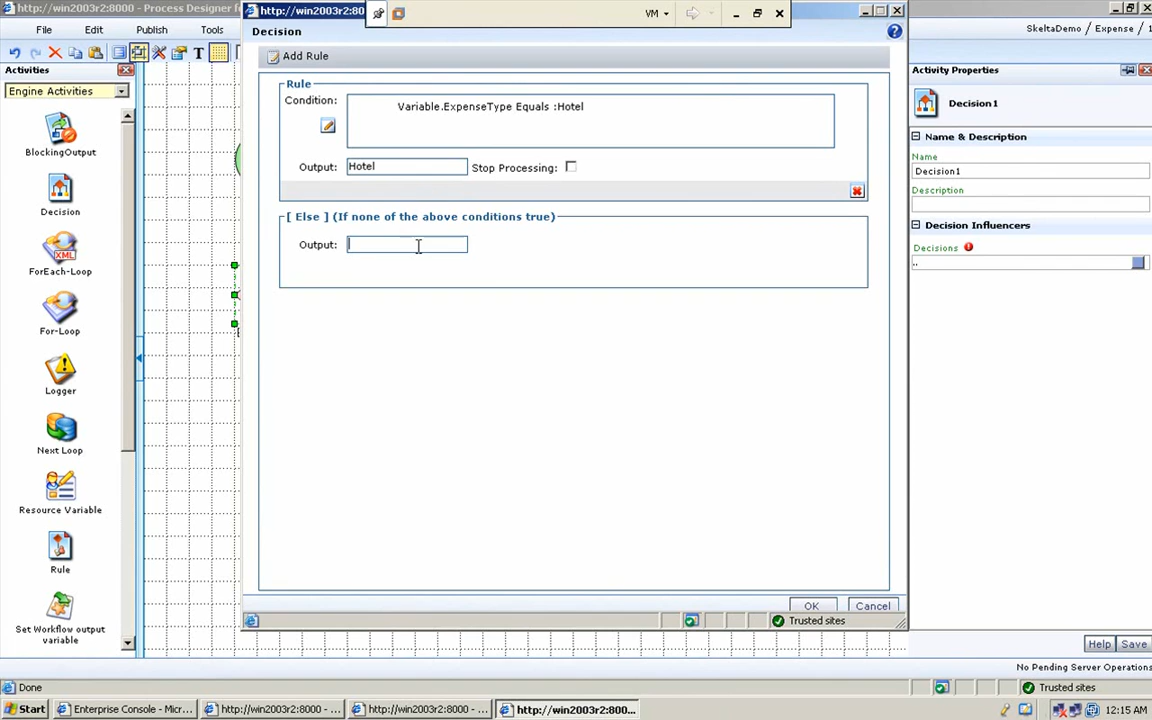 http://win2003r2:8000 - Process Designer f
http://win2003r2:80
VM
File
Edit
Publish
Tools
Decision
SkeltaDemo / Expense / 1
Add Rule
Activities
Engine Activities
BlockingOutput
Decision
ForEach-Loop
For-Loop
Logger
Next Loop
Resource Variable
Rule
Set Workflow output
variable
Rule
Condition:
Variable.ExpenseType Equals :Hotel
Output:
Hotel
Stop Processing:
[ Else ] (If none of the above conditions true)
Output:
OK
Cancel
Trusted sites
Activity Properties
Decision1
Name & Description
Name
Decision1
Description
Decision Influencers
Decisions
..
Help
Save
No Pending Server Operations
Done
Trusted sites
Start
Enterprise Console - Mic...
http://win2003r2:8000 - ...
http://win2003r2:8000 - ...
http://win2003r2:800...
12:15 AM